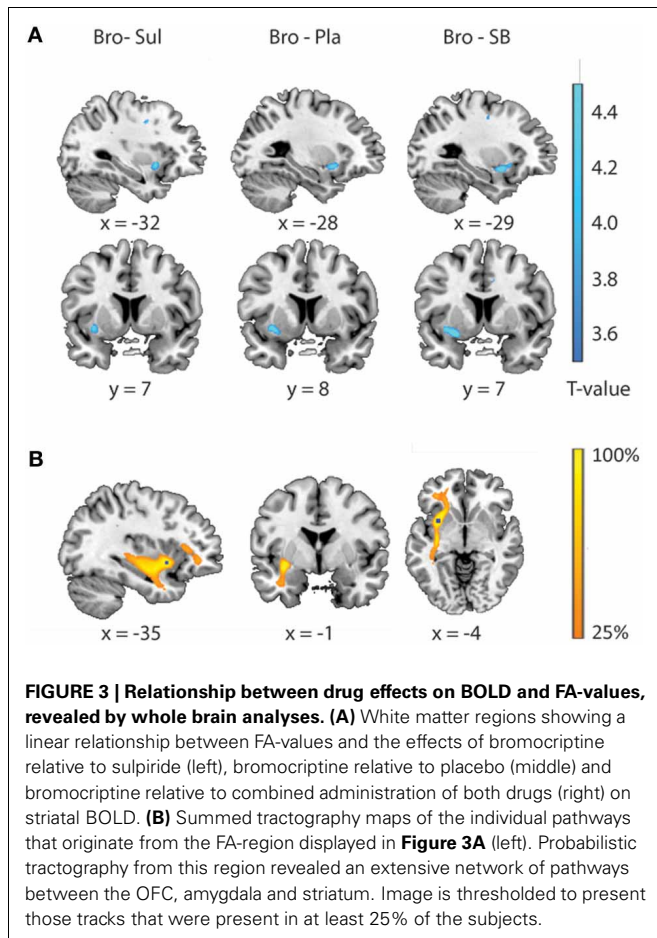 A
Bro- Sul
Bro - Pla
Bro - SB
4.4
4.2
4.0
3.8
3.6
x = -32
x = -28
x = -29
y = 7
y = 8
y = 7
T-value
B
100%
25%
x = -35
x = -1
x = -4
FIGURE 3 | Relationship between drug effects on BOLD and FA-values,
revealed by whole brain analyses. (A) White matter regions showing a
linear relationship between FA-values and the effects of bromocriptine
relative to sulpiride (left), bromocriptine relative to placebo (middle) and
bromocriptine relative to combined administration of both drugs (right) on
striatal BOLD. (B) Summed tractography maps of the individual pathways
that originate from the FA-region displayed in Figure 3A (left). Probabilistic
tractography from this region revealed an extensive network of pathways
between the OFC, amygdala and striatum. Image is thresholded to present
those tracks that were present in at least 25% of the subjects.